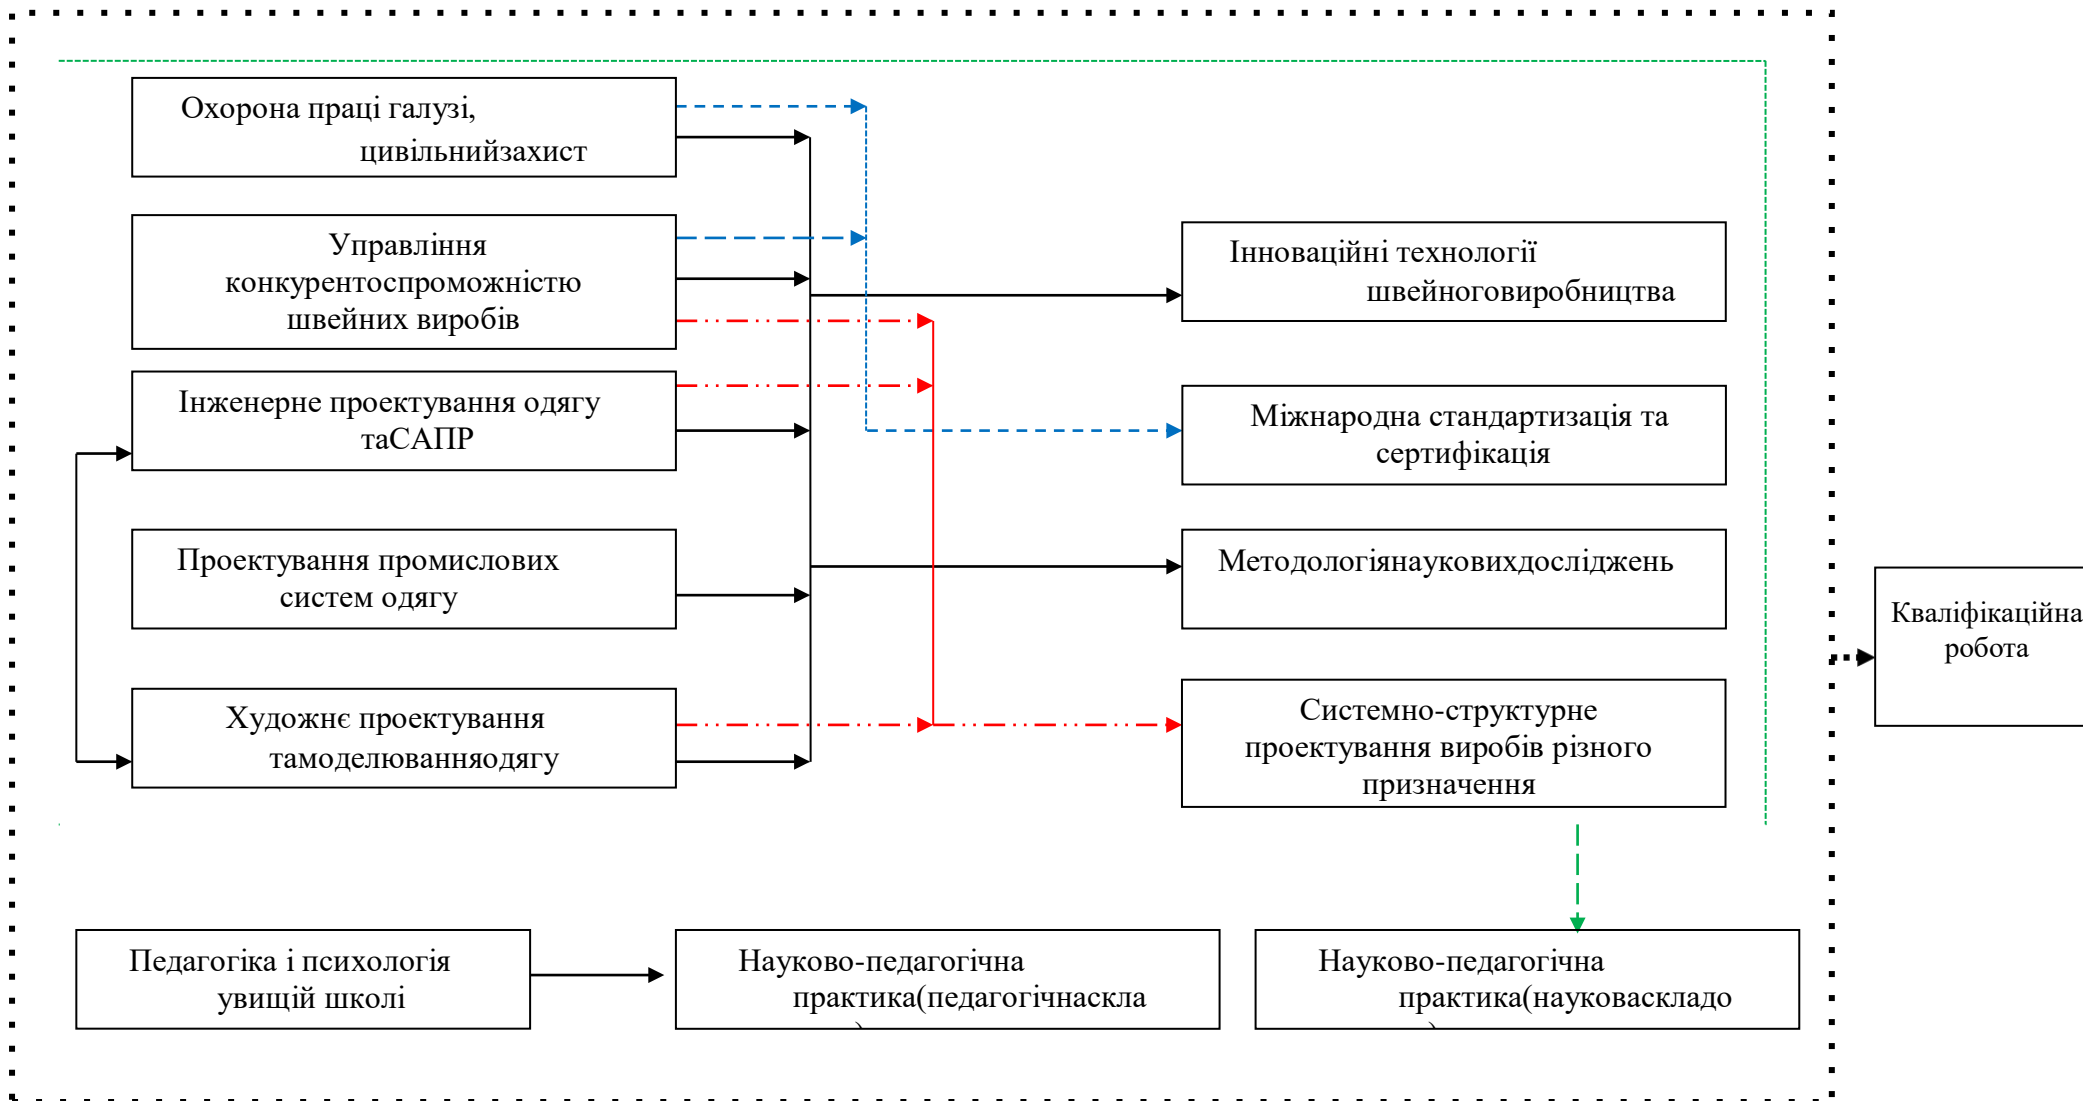 Охорона праці галузі,
цивільнийзахист
Управління
конкурентоспроможністю
швейних виробів
Інженерне проектування одягу
таСАПР
Проектування промислових
систем одягу
Художнє проектування
тамоделюванняодягу
Інноваційні технології
швейноговиробництва
Міжнародна стандартизація та
сертифікація
Методологіянауковихдосліджень
Системно-структурне
проектування виробів різного
призначення
Кваліфікаційна
робота
Педагогіка і психологія
увищій школі
Науково-педагогічна
практика(педагогічнаскла
Науково-педагогічна
практика(науковаскладо